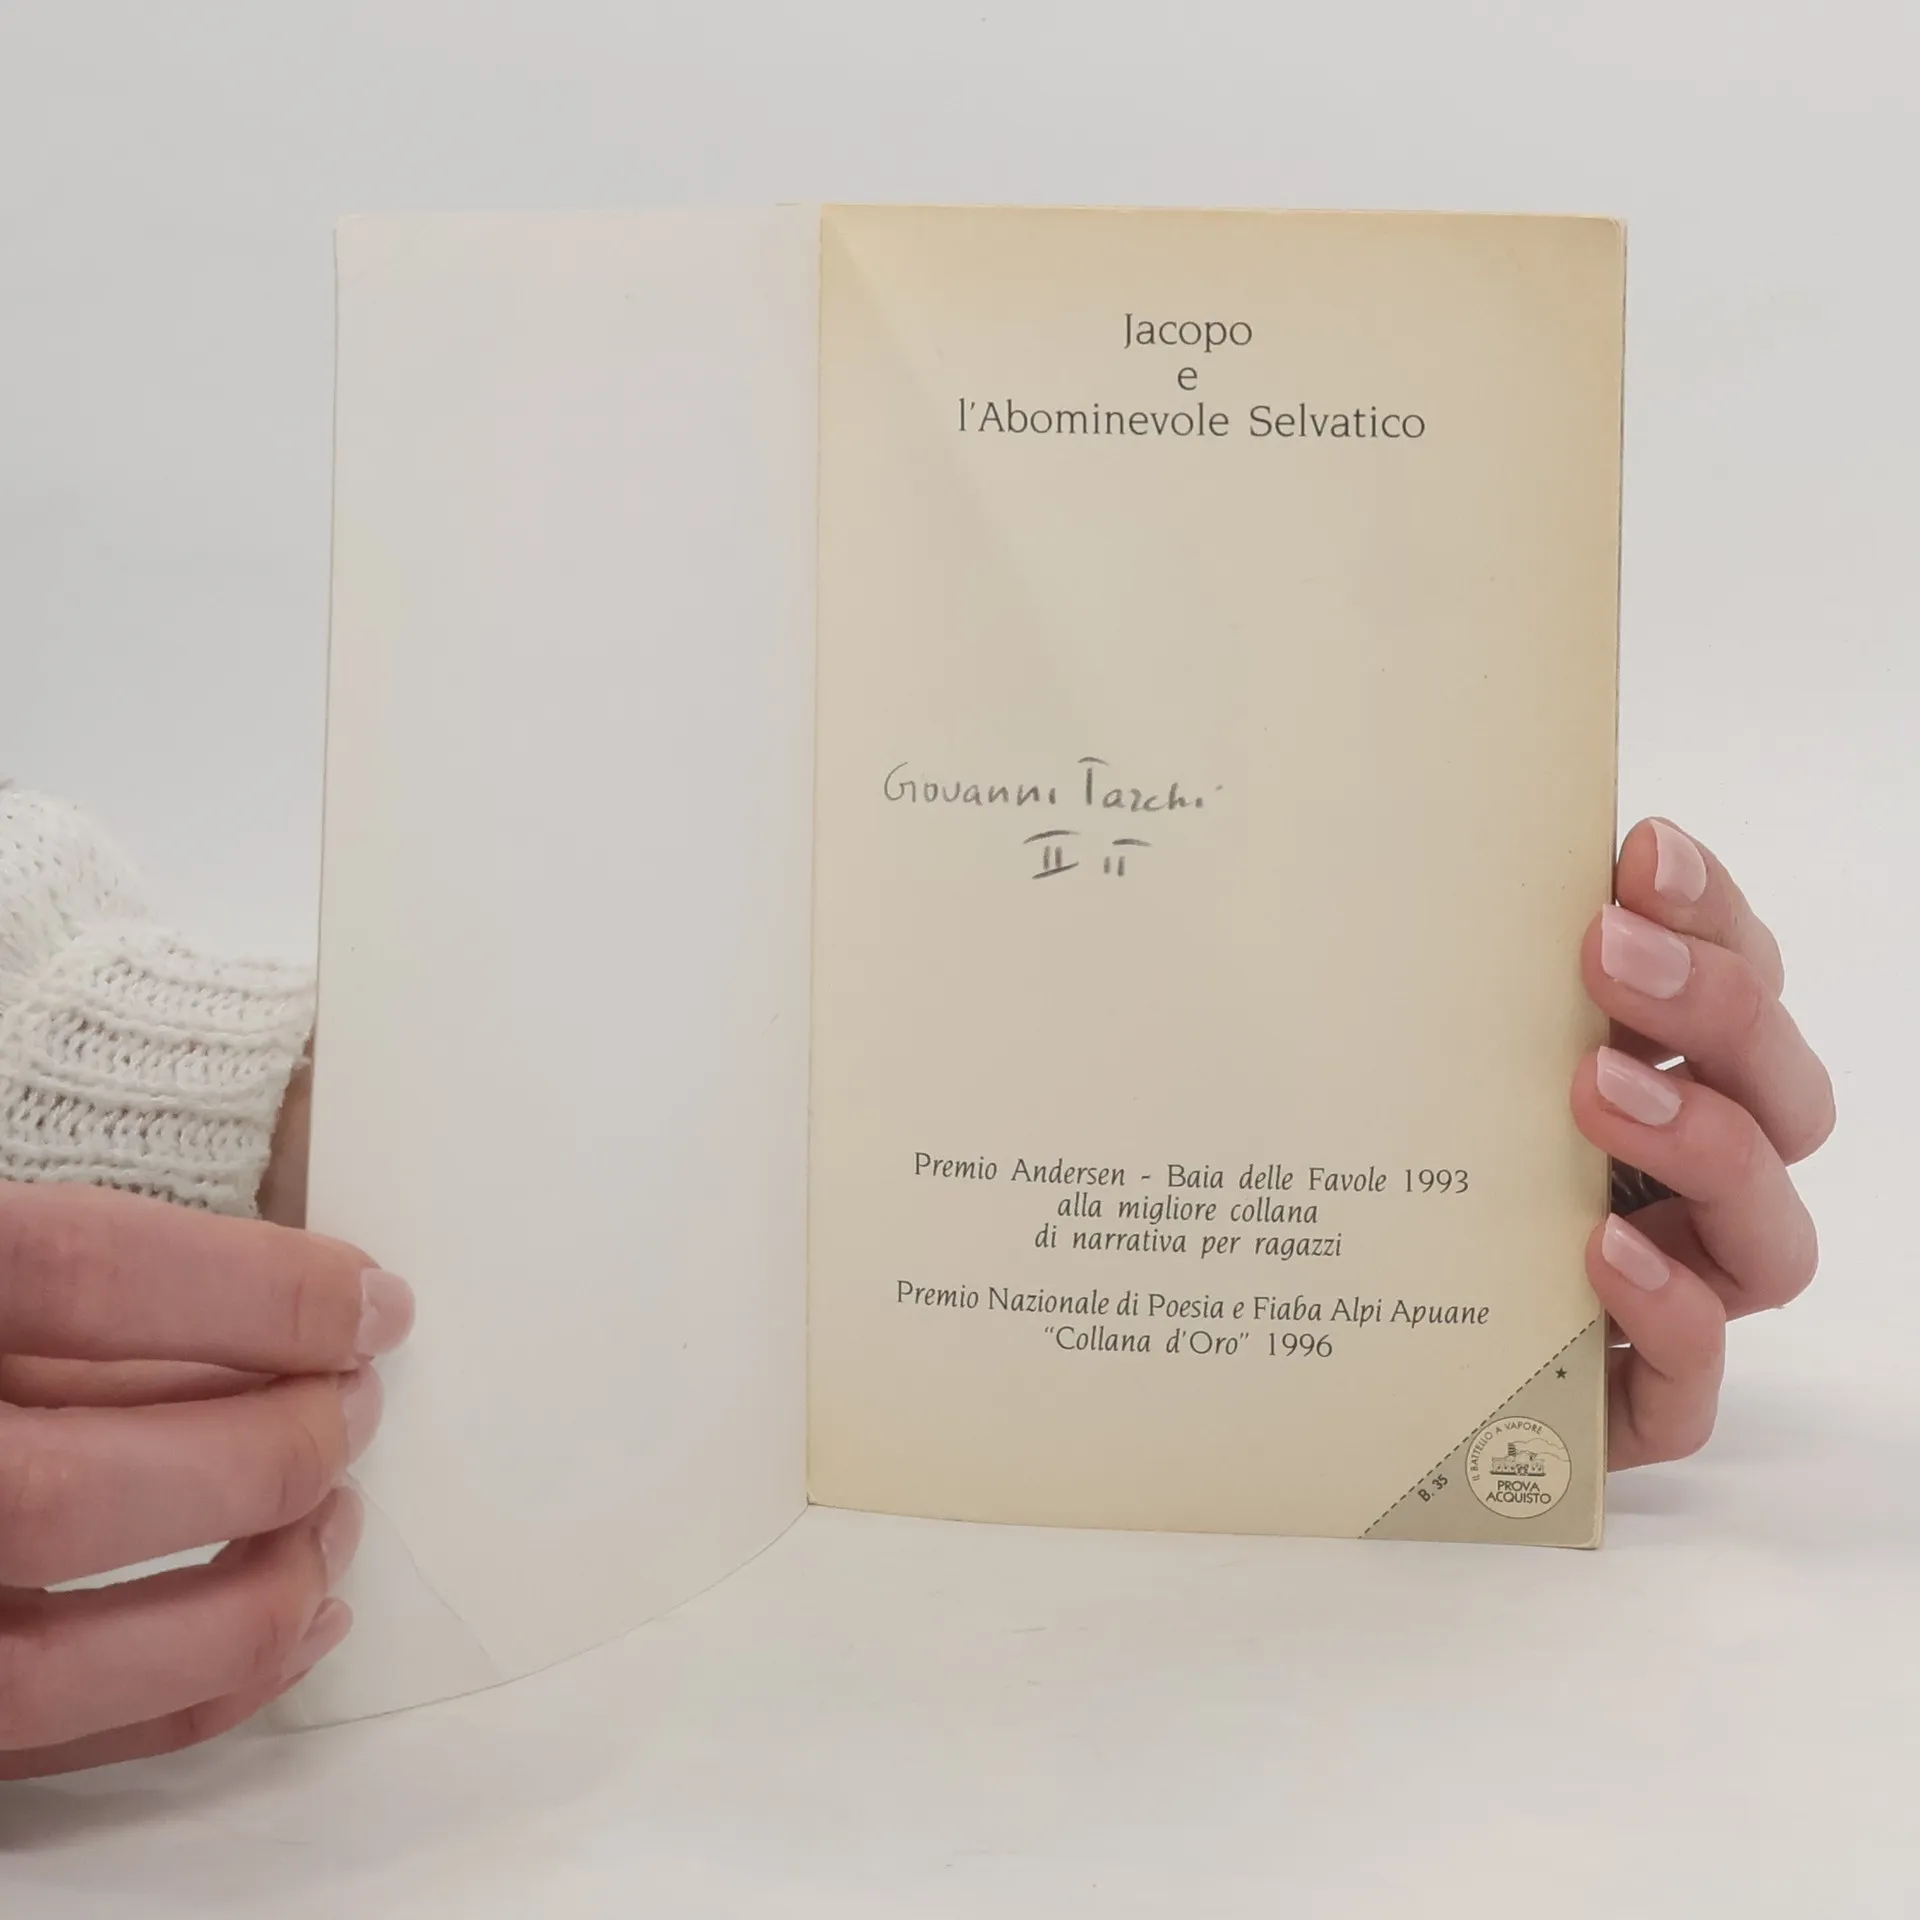 Jacopo
e
l'Abominevole Selvatico
Giovanni Tarchi
II II
Premio Andersen - Baia delle Favole 1993
alla migliore collana
di narrativa per ragazzi
Premio Nazionale di Poesia e Fiaba Alpi Apuane
"Collana d'Oro" 1996
★
IL BATTELLO A VAPORE
PROVA
ACQUISTO
B. 35